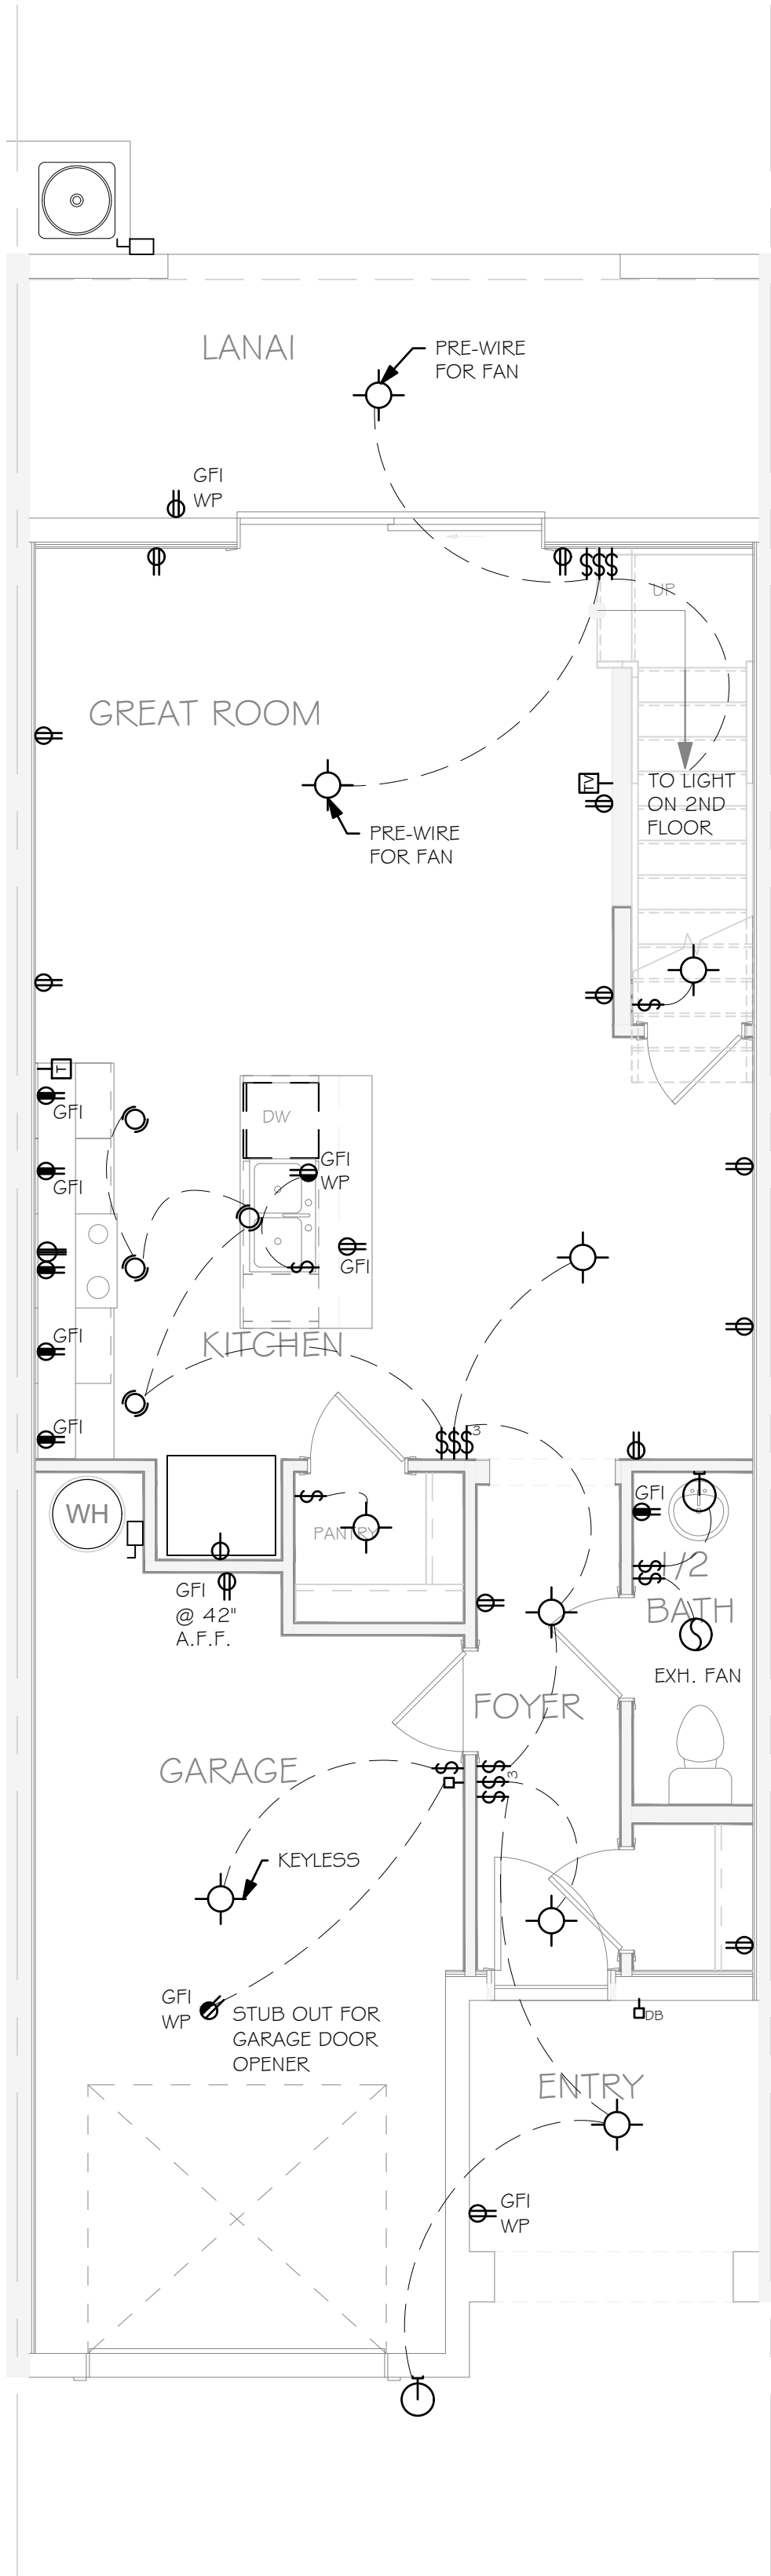 LANAI
PRE-WIRE
FOR FAN
GFI
WP
$$$
UP
GREAT ROOM
TV
TO LIGHT
ON 2ND
FLOOR
PRE-WIRE
FOR FAN
$
T
GFI
DW
GFI
WP
GFI
$
GFI
GFI
KITCHEN
GFI
$$$3
WH
$
PANTRY
GFI
$
$
1/2
BATH
GFI
@ 42"
A.F.F.
EXH. FAN
FOYER
GARAGE
$
$
$3
$
KEYLESS
GFI
WP
STUB OUT FOR
GARAGE DOOR
OPENER
DB
ENTRY
GFI
WP